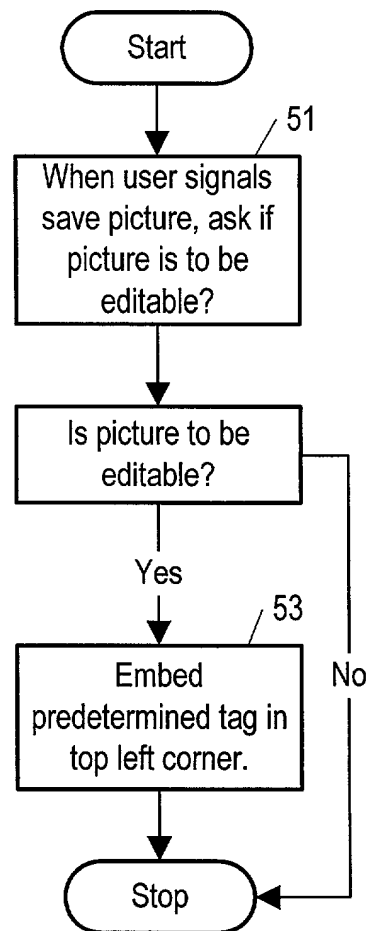 Start
51
When user signals
save picture, ask if
picture is to be
editable?
Is picture to be
editable?
Yes
53
Embed
predetermined tag in
top left corner.
No
Stop